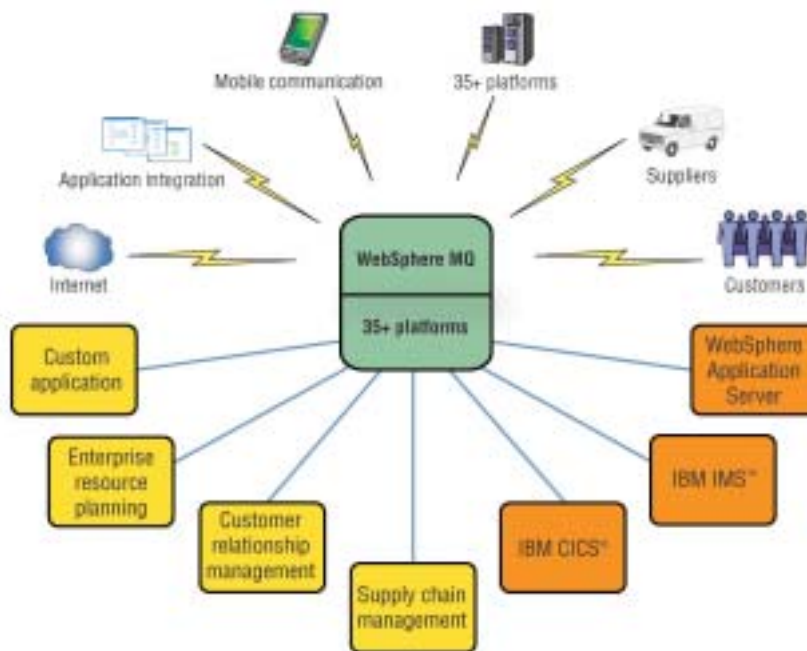 Mobile communication
35+ platforms
Application integration
Suppliers
Internet
Customers
WebSphere MQ
35+ platforms
Custom
application
WebSphere
Application
Server
Enterprise
resource
planning
IBM IMS™
Customer
relationship
management
IBM CICS®
Supply chain
management